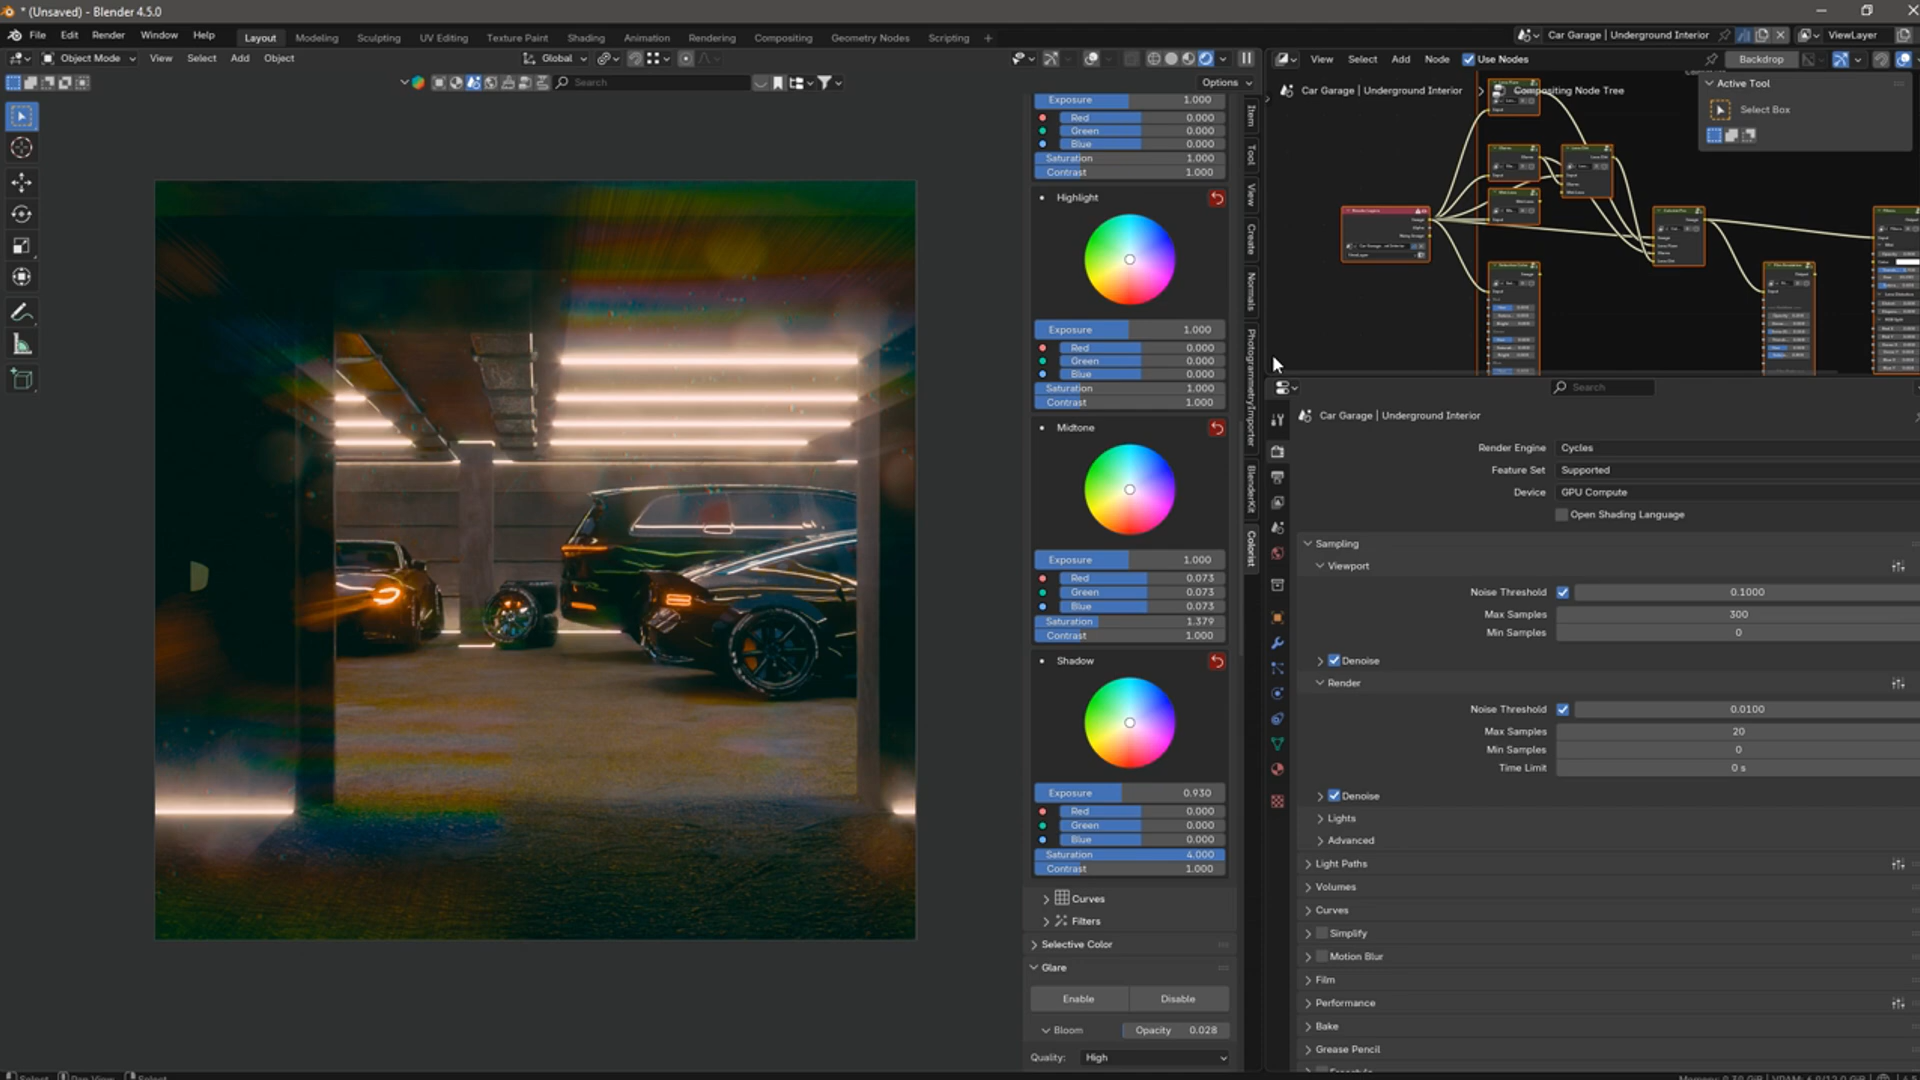 * (Unsaved) - Blender 4.5.0
File Edit Render Window Help Layout Modeling Sculpting UV Editing Texture Paint Shading Animation Rendering Compositing Geometry Nodes Scripting +
Car Garage | Underground Interior ViewLayer
Object Mode View Select Add Object Global
View Select Add Node Use Nodes Backdrop
Search Options
Car Garage | Underground Interior > Compositing Node Tree
Active Tool
Select Box
Exposure 1.000
Red 0.000
Green 0.000
Blue 0.000
Saturation 1.000
Contrast 1.000
Highlight
Exposure 1.000
Red 0.000
Green 0.000
Blue 0.000
Saturation 1.000
Contrast 1.000
Midtone
Exposure 1.000
Red 0.073
Green 0.073
Blue 0.073
Saturation 1.379
Contrast 1.000
Shadow
Exposure 0.930
Red 0.000
Green 0.000
Blue 0.000
Saturation 4.000
Contrast 1.000
Curves
Filters
Selective Color
Glare
Enable Disable
Bloom Opacity 0.028
Quality: High
Item
Tool
View
Create
Normals
PhotogrammetryImporter
BlenderKit
Colorist
Search
Car Garage | Underground Interior
Render Engine Cycles
Feature Set Supported
Device GPU Compute
Open Shading Language
Sampling
Viewport
Noise Threshold 0.1000
Max Samples 300
Min Samples 0
Denoise
Render
Noise Threshold 0.0100
Max Samples 20
Min Samples 0
Time Limit 0 s
Denoise
Lights
Advanced
Light Paths
Volumes
Curves
Simplify
Motion Blur
Film
Performance
Bake
Grease Pencil